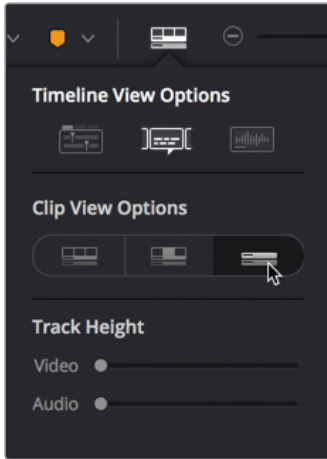 Timeline View Options
Clip View Options
Track Height
Video
Audio